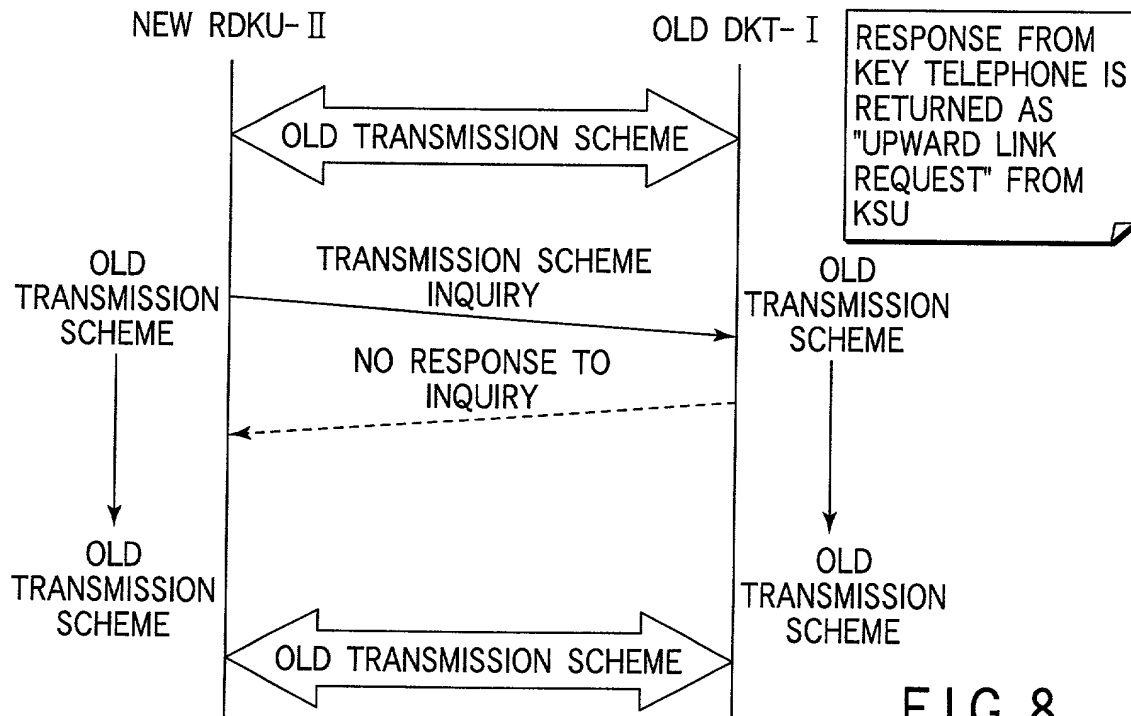 NEW RDKU-II
OLD DKT-I
RESPONSE FROM
KEY TELEPHONE IS
RETURNED AS
"UPWARD LINK
REQUEST" FROM
KSU
OLD TRANSMISSION SCHEME
OLD
TRANSMISSION
SCHEME
TRANSMISSION SCHEME
INQUIRY
OLD
TRANSMISSION
SCHEME
NO RESPONSE TO
INQUIRY
OLD
TRANSMISSION
SCHEME
OLD
TRANSMISSION
SCHEME
OLD TRANSMISSION SCHEME
FIG. 8